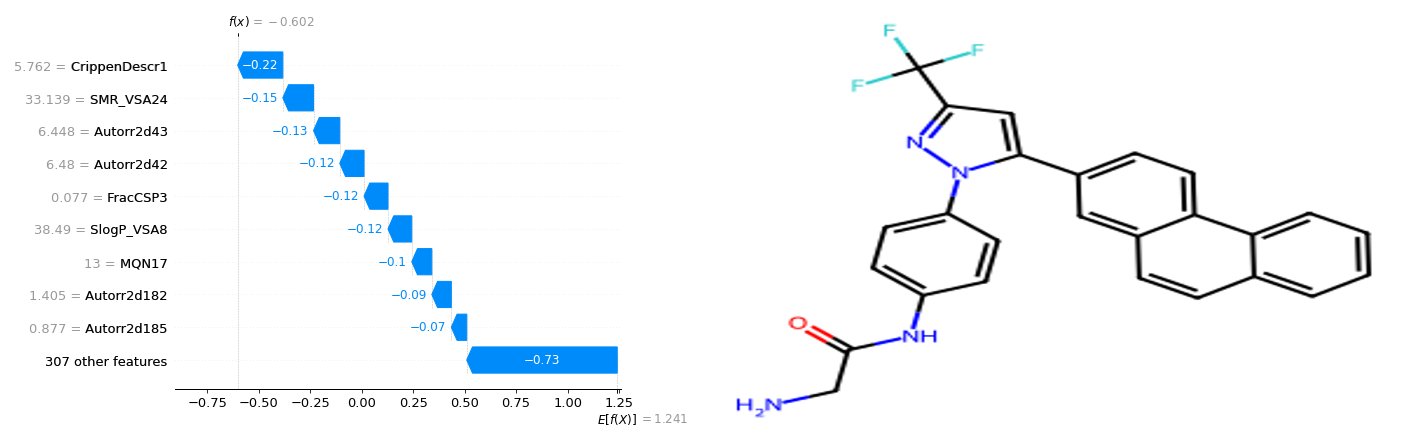 f(x) = −0.602
5.762 = CrippenDescr1
−0.22
33.139 = SMR_VSA24
−0.15
6.448 = Autorr2d43
−0.13
6.48 = Autorr2d42
−0.12
0.077 = FracCSP3
−0.12
38.49 = SlogP_VSA8
−0.12
13 = MQN17
−0.1
1.405 = Autorr2d182
−0.09
0.877 = Autorr2d185
−0.07
307 other features
−0.73
−0.75 −0.50 −0.25 0.00 0.25 0.50 0.75 1.00 1.25
E[f(X)] = 1.241
F
F
F
N
N
O
NH
H2N